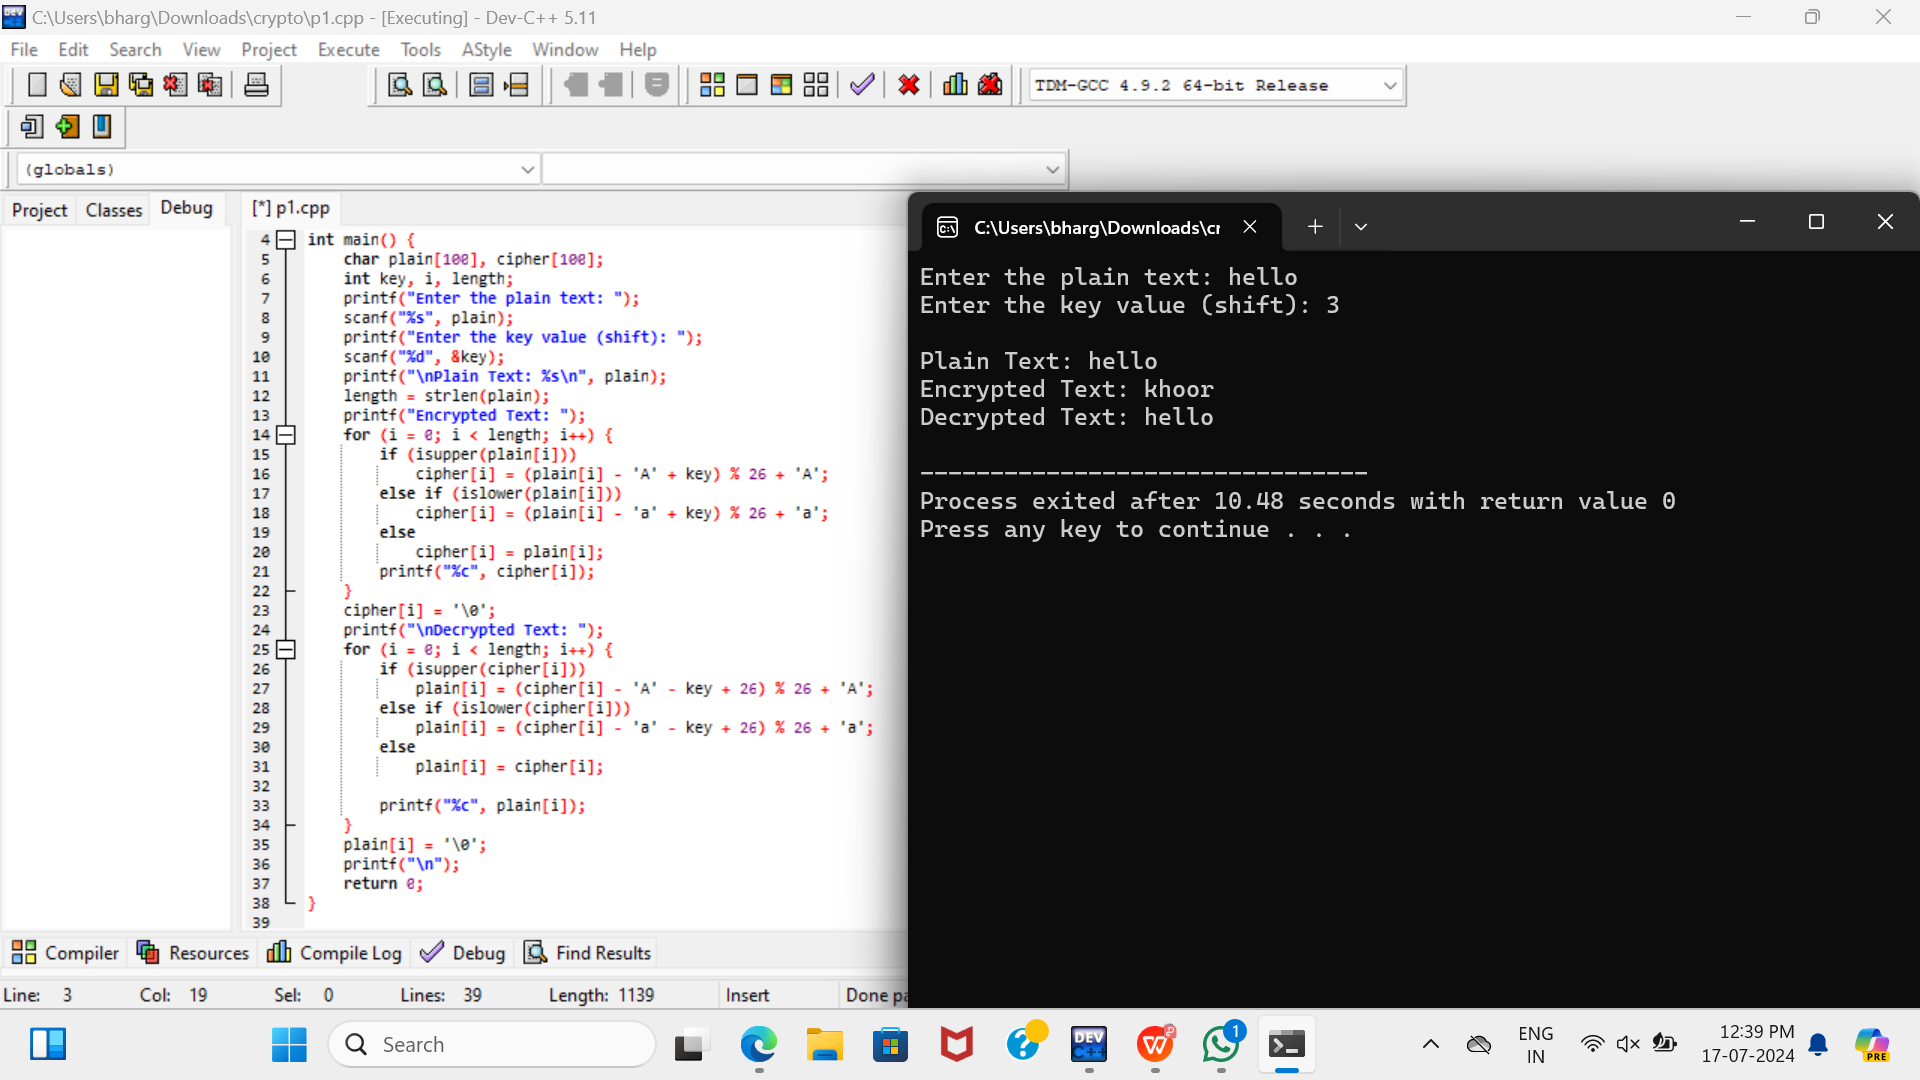 C:\Users\bharg\Downloads\crypto\p1.cpp - [Executing] - Dev-C++ 5.11
File Edit Search View Project Execute Tools AStyle Window Help
TDM-GCC 4.9.2 64-bit Release
(globals)
Project Classes Debug [*] p1.cpp
4 int main() {
5 char plain[100], cipher[100];
6 int key, i, length;
7 printf("Enter the plain text: ");
8 scanf("%s", plain);
9 printf("Enter the key value (shift): ");
10 scanf("%d", &key);
11 printf("\nPlain Text: %s\n", plain);
12 length = strlen(plain);
13 printf("Encrypted Text: ");
14 for (i = 0; i < length; i++) {
15 if (isupper(plain[i]))
16 cipher[i] = (plain[i] - 'A' + key) % 26 + 'A';
17 else if (islower(plain[i]))
18 cipher[i] = (plain[i] - 'a' + key) % 26 + 'a';
19 else
20 cipher[i] = plain[i];
21 printf("%c", cipher[i]);
22 }
23 cipher[i] = '\0';
24 printf("\nDecrypted Text: ");
25 for (i = 0; i < length; i++) {
26 if (isupper(cipher[i]))
27 plain[i] = (cipher[i] - 'A' - key + 26) % 26 + 'A';
28 else if (islower(cipher[i]))
29 plain[i] = (cipher[i] - 'a' - key + 26) % 26 + 'a';
30 else
31 plain[i] = cipher[i];
32
33 printf("%c", plain[i]);
34 }
35 plain[i] = '\0';
36 printf("\n");
37 return 0;
38 }
39
C:\Users\bharg\Downloads\cr
Enter the plain text: hello
Enter the key value (shift): 3
Plain Text: hello
Encrypted Text: khoor
Decrypted Text: hello
--------------------------------
Process exited after 10.48 seconds with return value 0
Press any key to continue . . .
Compiler Resources Compile Log Debug Find Results
Line: 3 Col: 19 Sel: 0 Lines: 39 Length: 1139 Insert Done pa
Search
DEV C++
1
ENG
IN
12:39 PM
17-07-2024
PRE